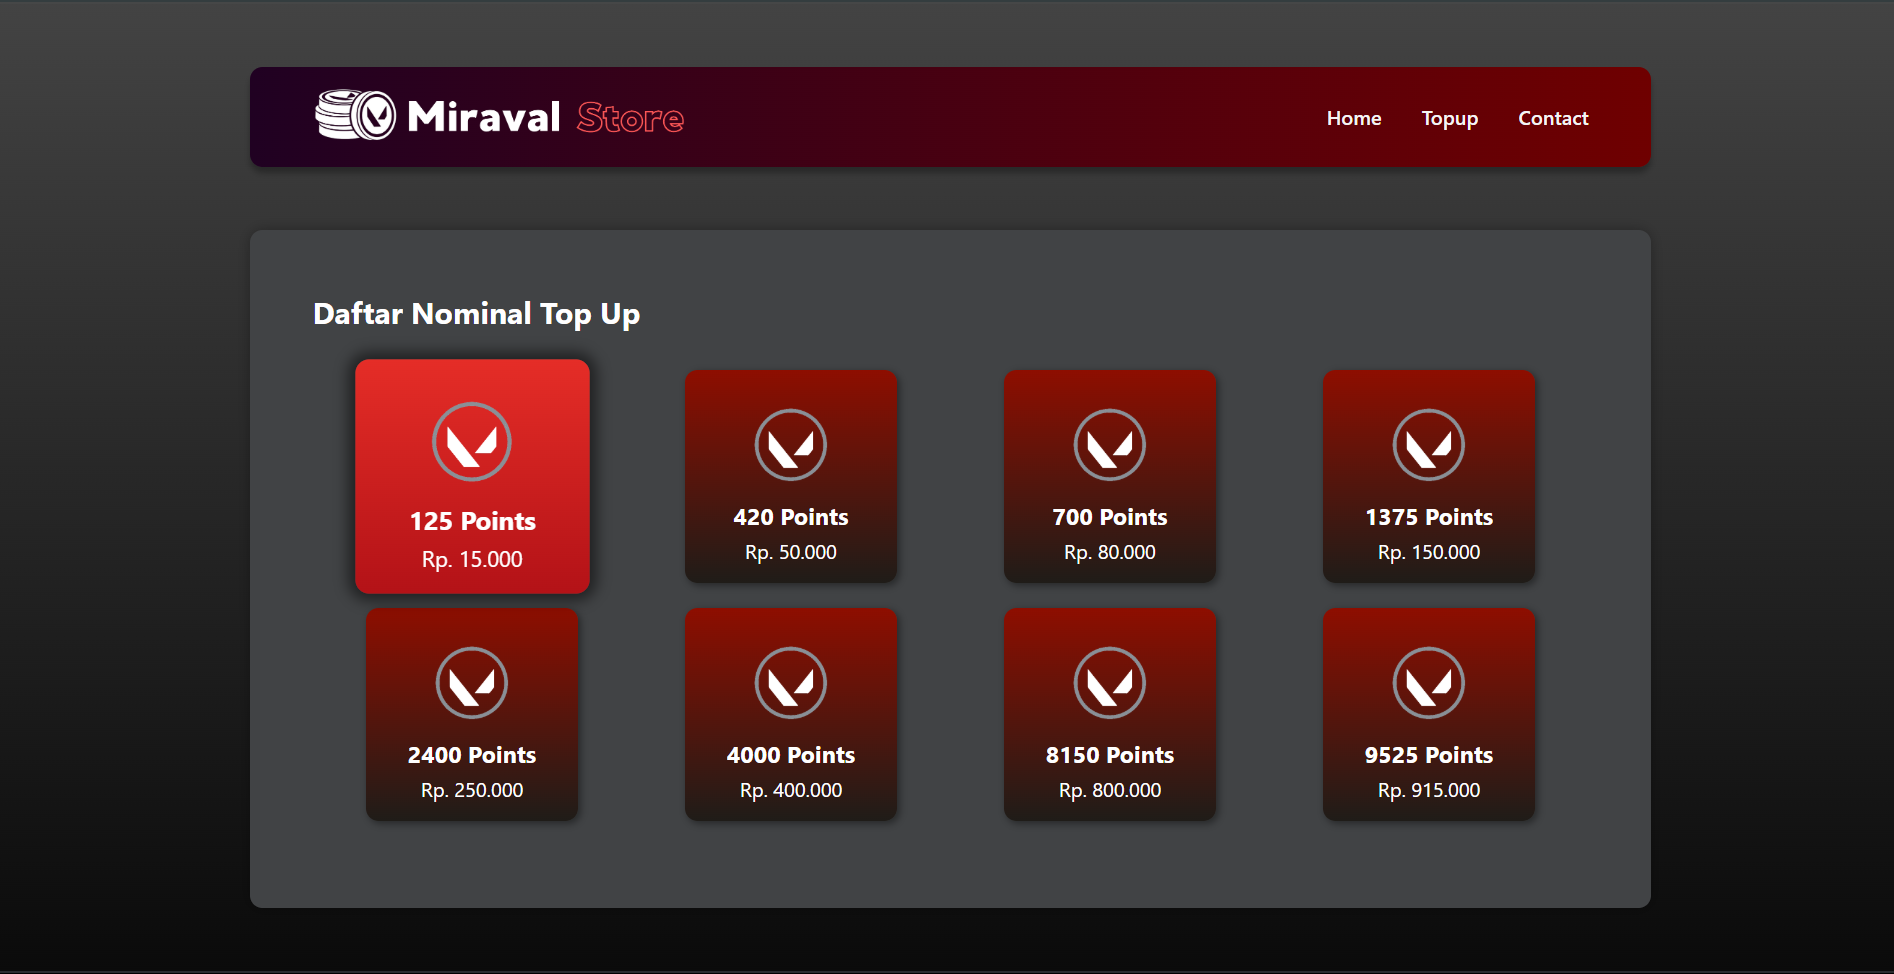 Miraval Store
Home Topup Contact
Daftar Nominal Top Up
125 Points
Rp. 15.000
420 Points
Rp. 50.000
700 Points
Rp. 80.000
1375 Points
Rp. 150.000
2400 Points
Rp. 250.000
4000 Points
Rp. 400.000
8150 Points
Rp. 800.000
9525 Points
Rp. 915.000